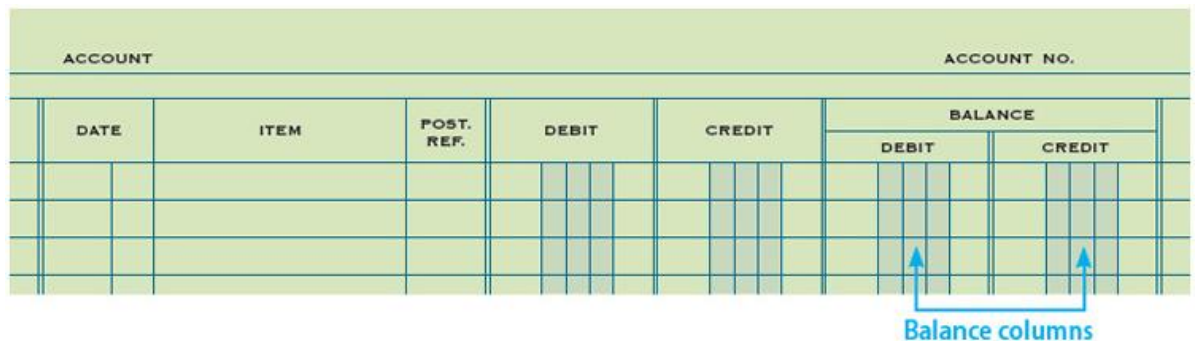 ACCOUNT ACCOUNT NO.
DATE ITEM POST. REF. DEBIT CREDIT BALANCE
DEBIT CREDIT
Balance columns